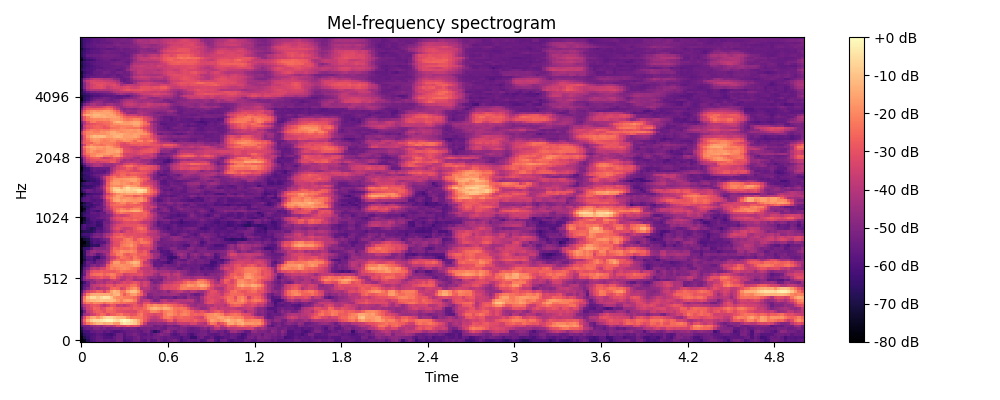 Mel-frequency spectrogram
+0 dB
4096
-10 dB
-20 dB
2048
-30 dB
Hz
1024
-40 dB
-50 dB
512
-60 dB
-70 dB
0
-80 dB
0 0.6 1.2 1.8 2.4 3 3.6 4.2 4.8
Time